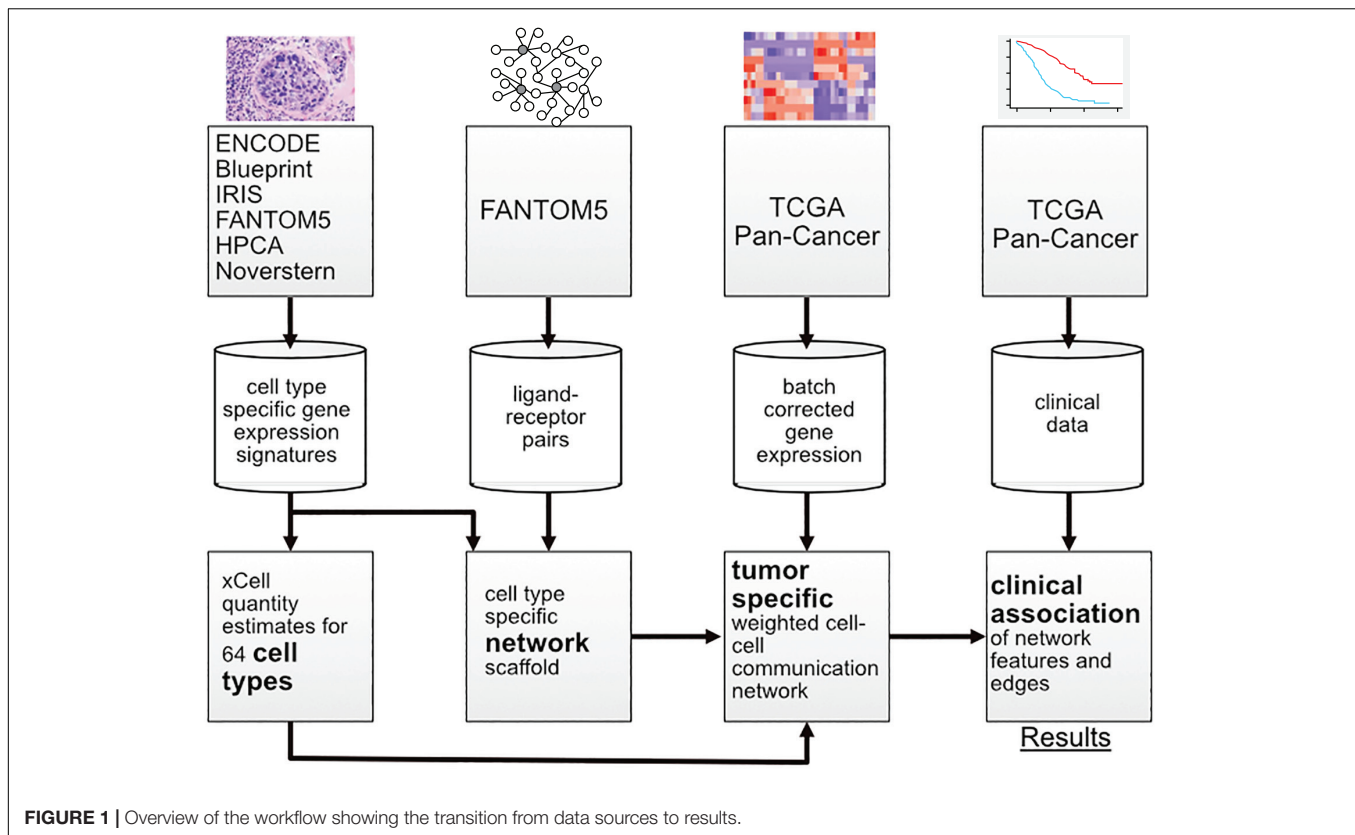 ENCODE
Blueprint
IRIS
FANTOM5
HPCA
Noverstern
FANTOM5
TCGA
Pan-Cancer
TCGA
Pan-Cancer
cell type
specific gene
expression
signatures
ligand-
receptor
pairs
batch
corrected
gene
expression
clinical
data
xCell
quantity
estimates for
64 cell
types
cell type
specific
network
scaffold
tumor
specific
weighted cell-
cell
communication
network
clinical
association
of network
features and
edges
Results
FIGURE 1 | Overview of the workflow showing the transition from data sources to results.